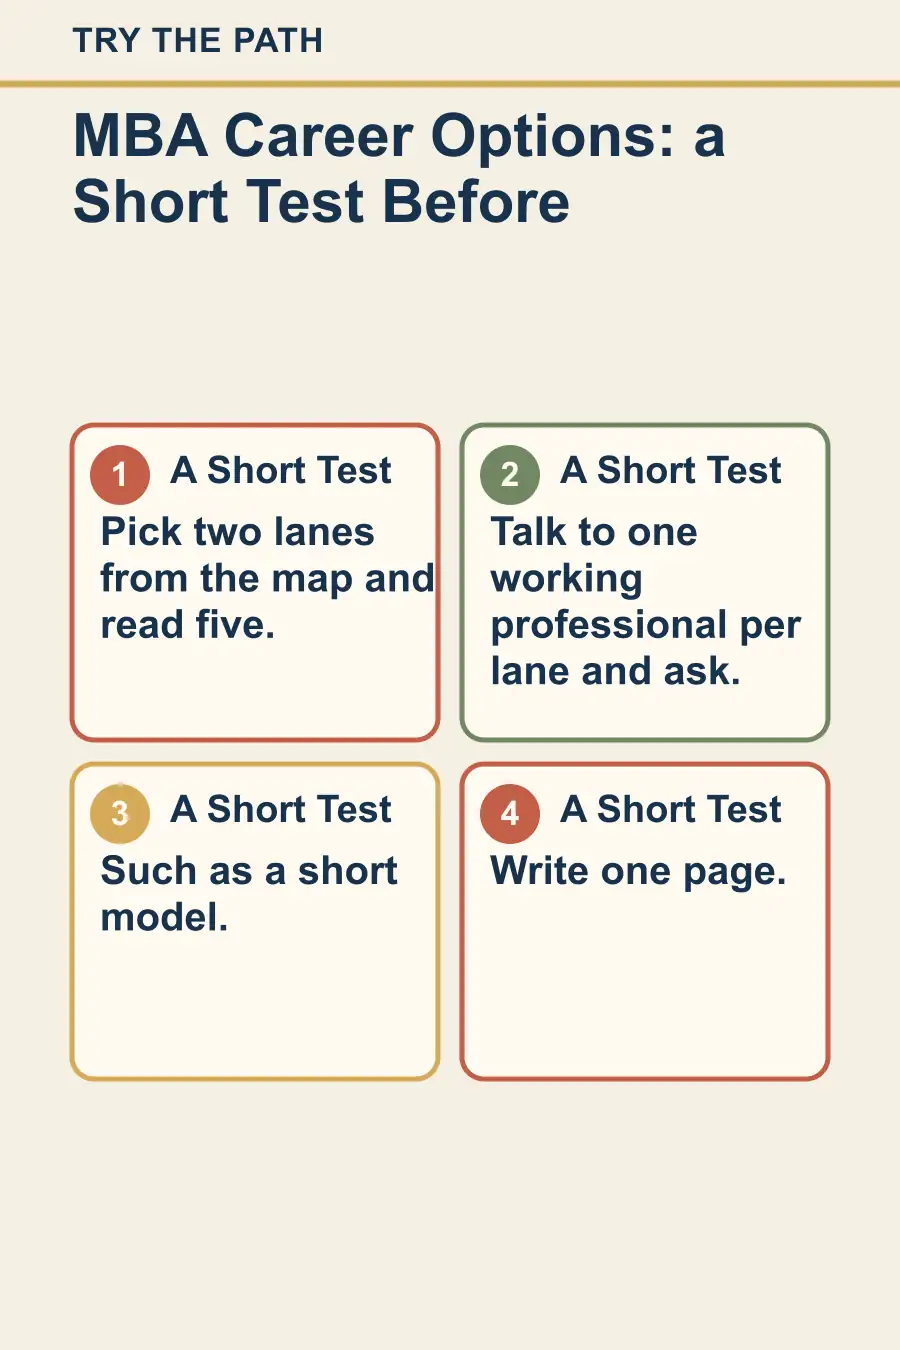 TRY THE PATH
MBA Career Options: a
Short Test Before
1 A Short Test
Pick two lanes
from the map and
read five.
2 A Short Test
Talk to one
working
professional per
lane and ask.
3 A Short Test
Such as a short
model.
4 A Short Test
Write one page.